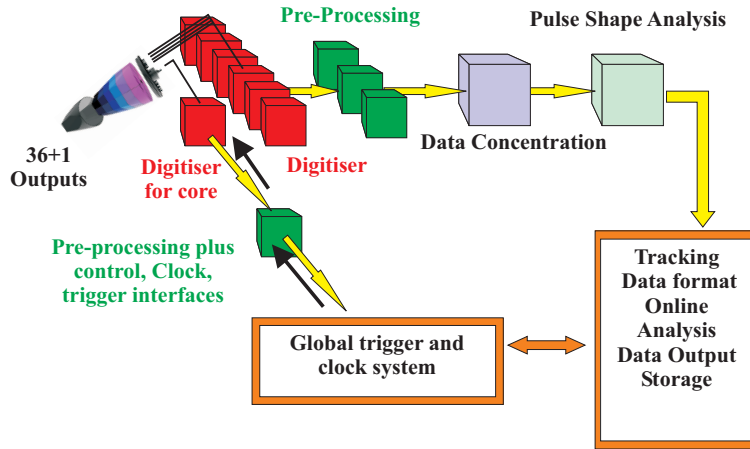 Pre-Processing
Pulse Shape Analysis
36+1
Outputs
Digitiser
for core
Digitiser
Data Concentration
Pre-processing plus
control, Clock,
trigger interfaces
Global trigger and
clock system
Tracking
Data format
Online
Analysis
Data Output
Storage